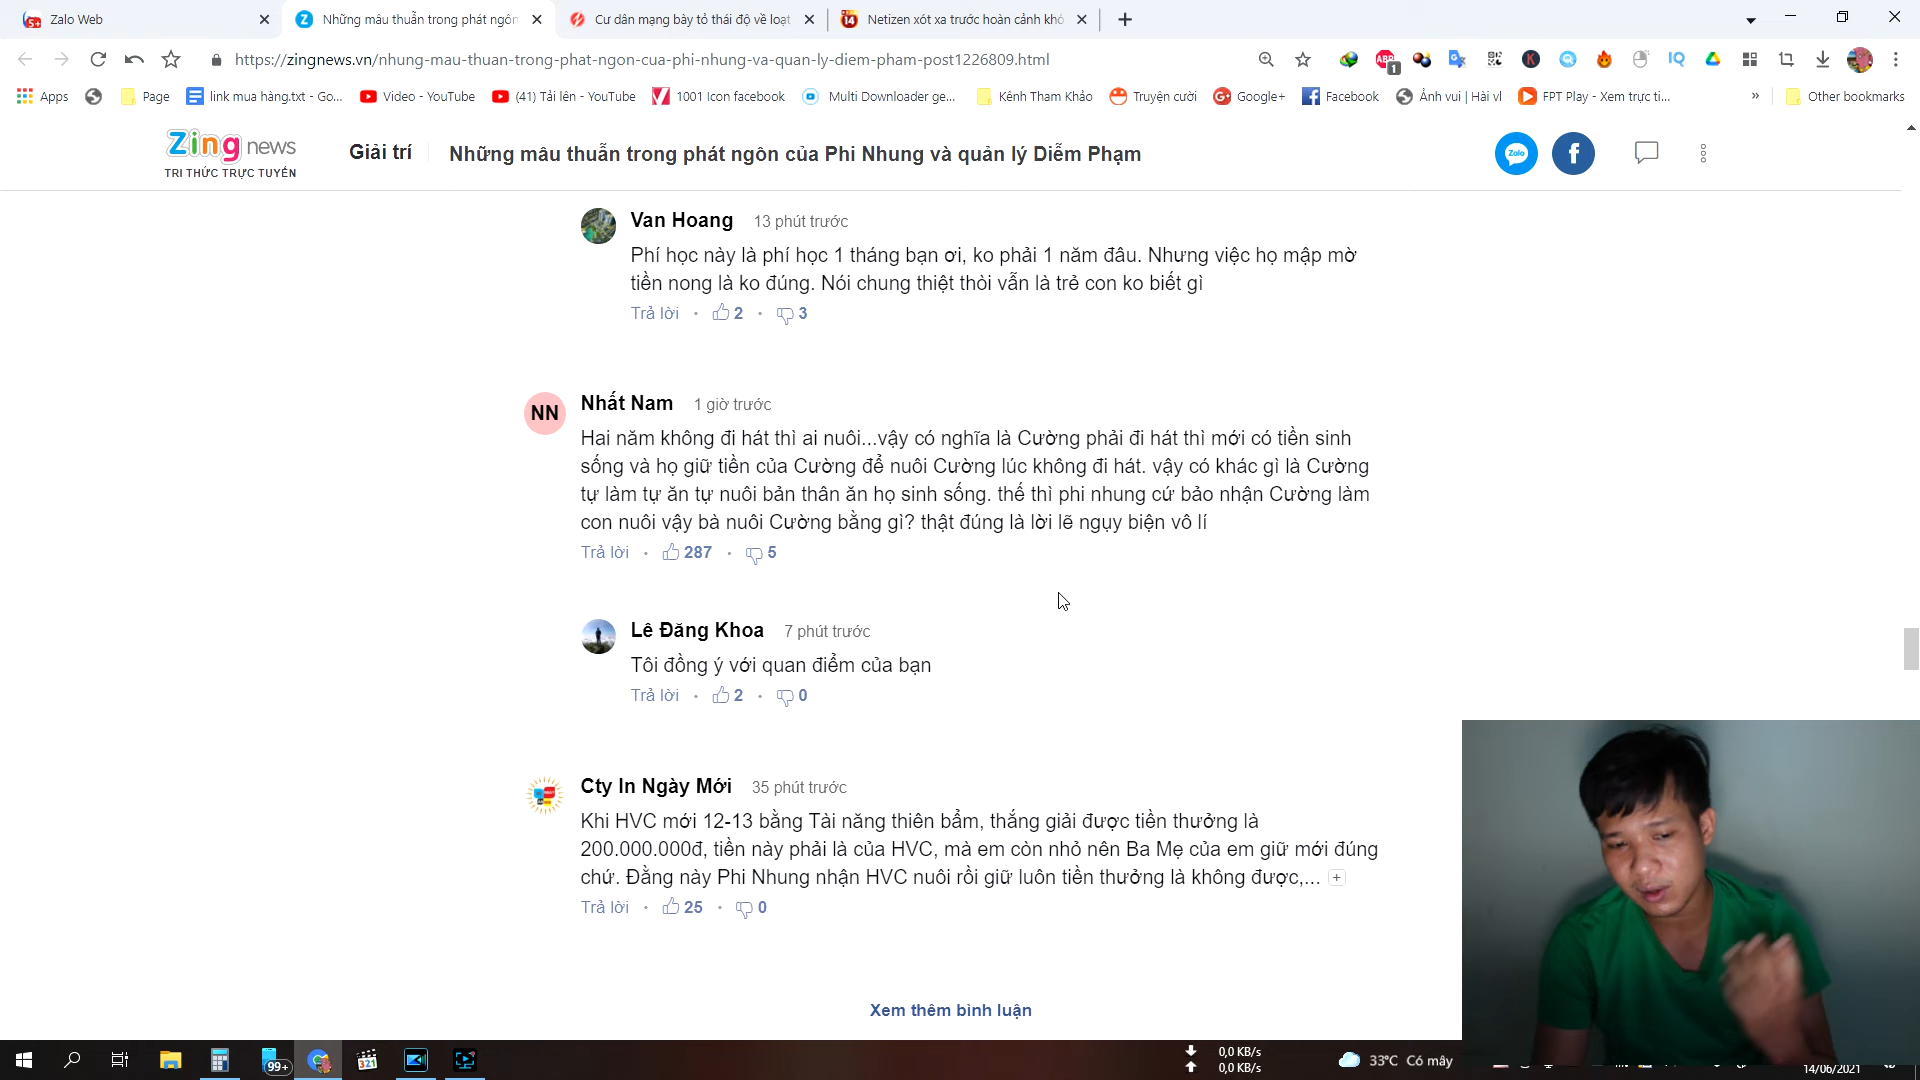 Zalo Web
Những mâu thuẫn trong phát ngôn
Cư dân mạng bày tỏ thái độ về loạt
Netizen xót xa trước hoàn cảnh khó
https://zingnews.vn/nhung-mau-thuan-trong-phat-ngon-cua-phi-nhung-va-quan-ly-diem-pham-post1226809.html
Apps
Page
link mua hàng.txt - Go...
Video - YouTube
(41) Tải lên - YouTube
1001 Icon facebook
Multi Downloader ge...
Kênh Tham Khảo
Truyện cười
Google+
Facebook
Ảnh vui | Hài vl
FPT Play - Xem trực ti...
»
Other bookmarks
Zing news
TRI THỨC TRỰC TUYẾN
Giải trí
Những mâu thuẫn trong phát ngôn của Phi Nhung và quản lý Diễm Phạm
Zalo
Van Hoang 13 phút trước
Phí học này là phí học 1 tháng bạn ơi, ko phải 1 năm đâu. Nhưng việc họ mập mờ
tiền nong là ko đúng. Nói chung thiệt thòi vẫn là trẻ con ko biết gì
Trả lời • 2 • 3
NN
Nhất Nam 1 giờ trước
Hai năm không đi hát thì ai nuôi...vậy có nghĩa là Cường phải đi hát thì mới có tiền sinh
sống và họ giữ tiền của Cường để nuôi Cường lúc không đi hát. vậy có khác gì là Cường
tự làm tự ăn tự nuôi bản thân ăn họ sinh sống. thế thì phi nhung cứ bảo nhận Cường làm
con nuôi vậy bà nuôi Cường bằng gì? thật đúng là lời lẽ ngụy biện vô lí
Trả lời • 287 • 5
Lê Đăng Khoa 7 phút trước
Tôi đồng ý với quan điểm của bạn
Trả lời • 2 • 0
Cty In Ngày Mới 35 phút trước
Khi HVC mới 12-13 bằng Tài năng thiên bẩm, thắng giải được tiền thưởng là
200.000.000đ, tiền này phải là của HVC, mà em còn nhỏ nên Ba Mẹ của em giữ mới đúng
chứ. Đằng này Phi Nhung nhận HVC nuôi rồi giữ luôn tiền thưởng là không được,... +
Trả lời • 25 • 0
Xem thêm bình luận
99+
321
0,0 KB/s
0,0 KB/s
33°C Có mây
14/06/2021